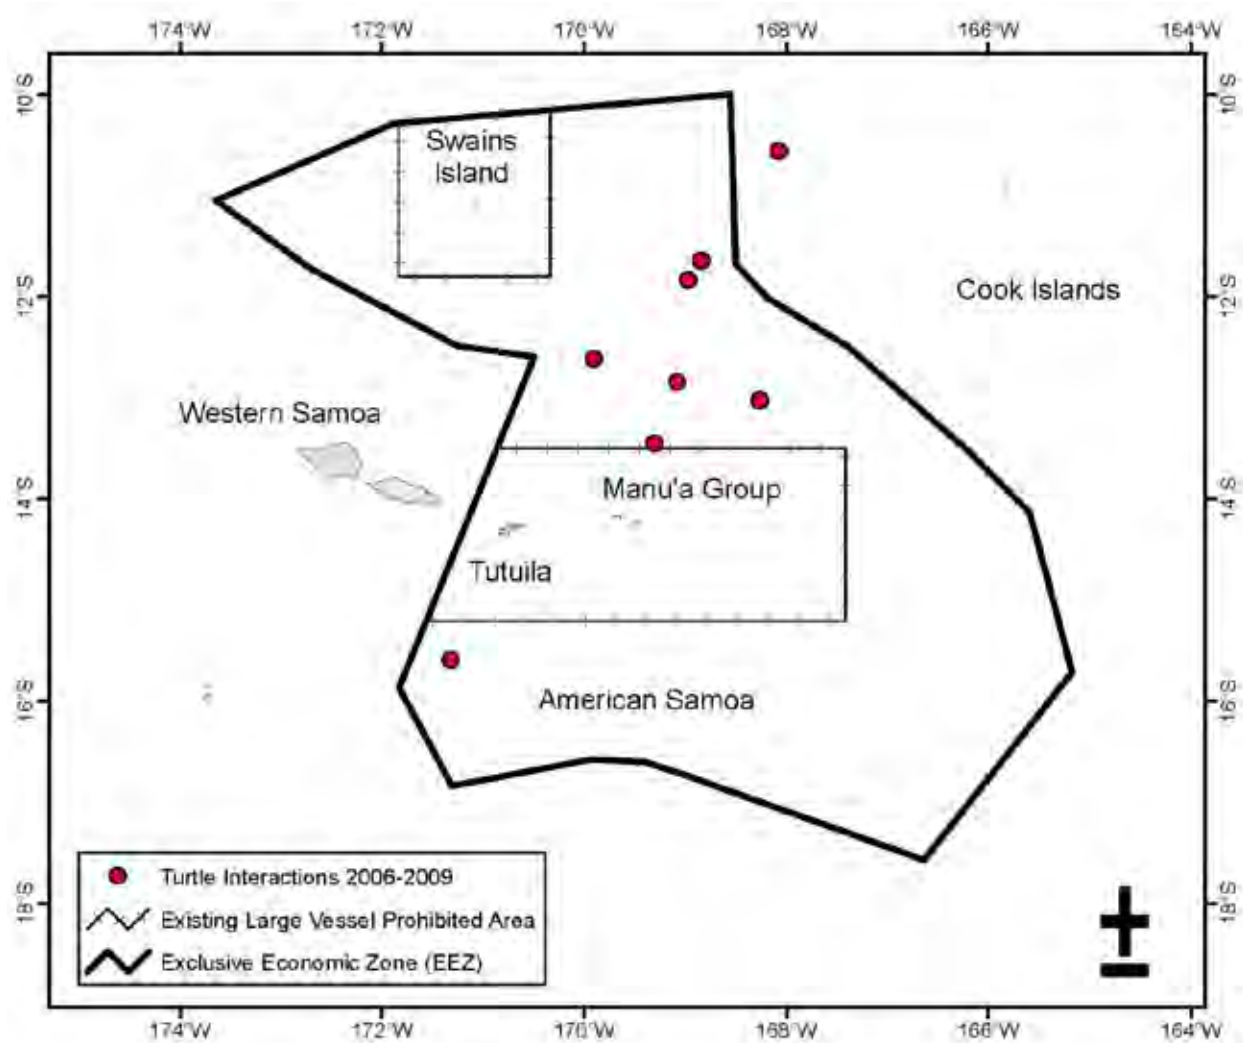 174°W 172°W 170°W 168°W 166°W 164°W
10°S 10°S
Swains
Island
12°S Cook Islands 12°S
Western Samoa
14°S Manu'a Group 14°S
Tutuila
16°S American Samoa 16°S
Turtle Interactions 2006-2009
18°S Existing Large Vessel Prohibited Area 18°S
Exclusive Economic Zone (EEZ)
174°W 172°W 170°W 168°W 166°W 164°W